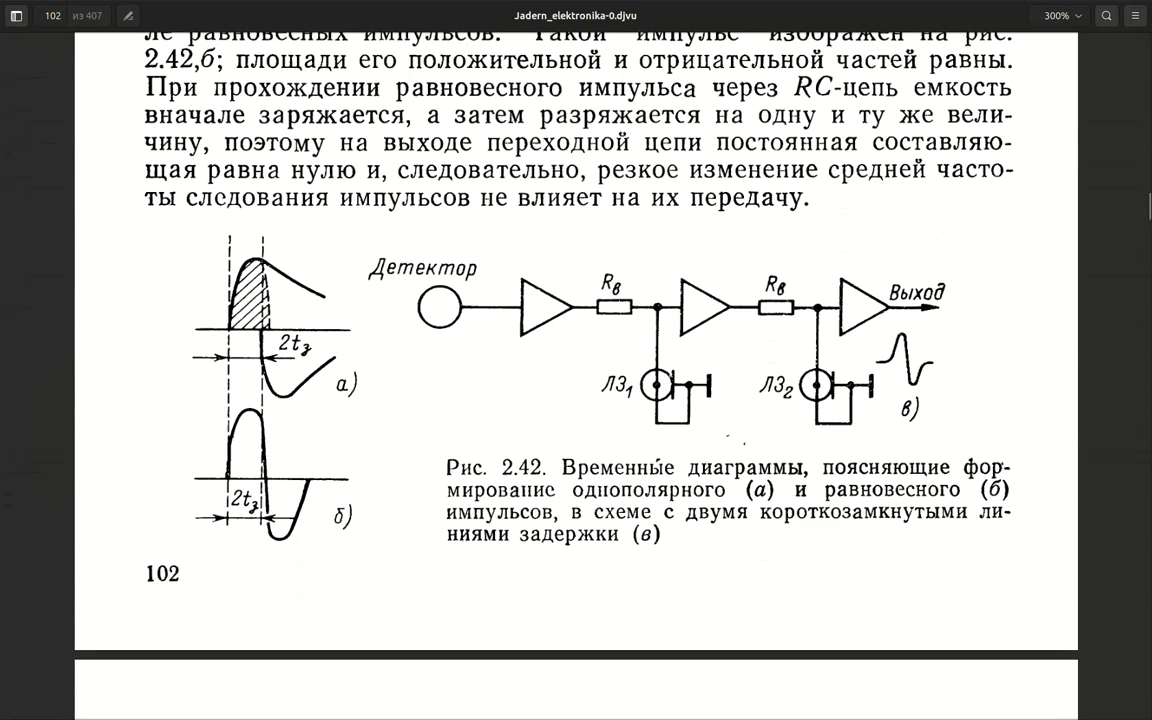 102 из 407
Jadern_elektronika-0.djvu
300%
ле равновесных импульсов. Такой импульс изображен на рис.
2.42,б; площади его положительной и отрицательной частей равны.
При прохождении равновесного импульса через RC-цепь емкость
вначале заряжается, а затем разряжается на одну и ту же вели-
чину, поэтому на выходе переходной цепи постоянная составляю-
щая равна нулю и, следовательно, резкое изменение средней часто-
ты следования импульсов не влияет на их передачу.
Детектор
Rв
Rв
Выход
2tз
а)
ЛЗ1
ЛЗ2
в)
2tз
б)
Рис. 2.42. Временные диаграммы, поясняющие фор-
мирование однополярного (а) и равновесного (б)
импульсов, в схеме с двумя короткозамкнутыми ли-
ниями задержки (в)
102